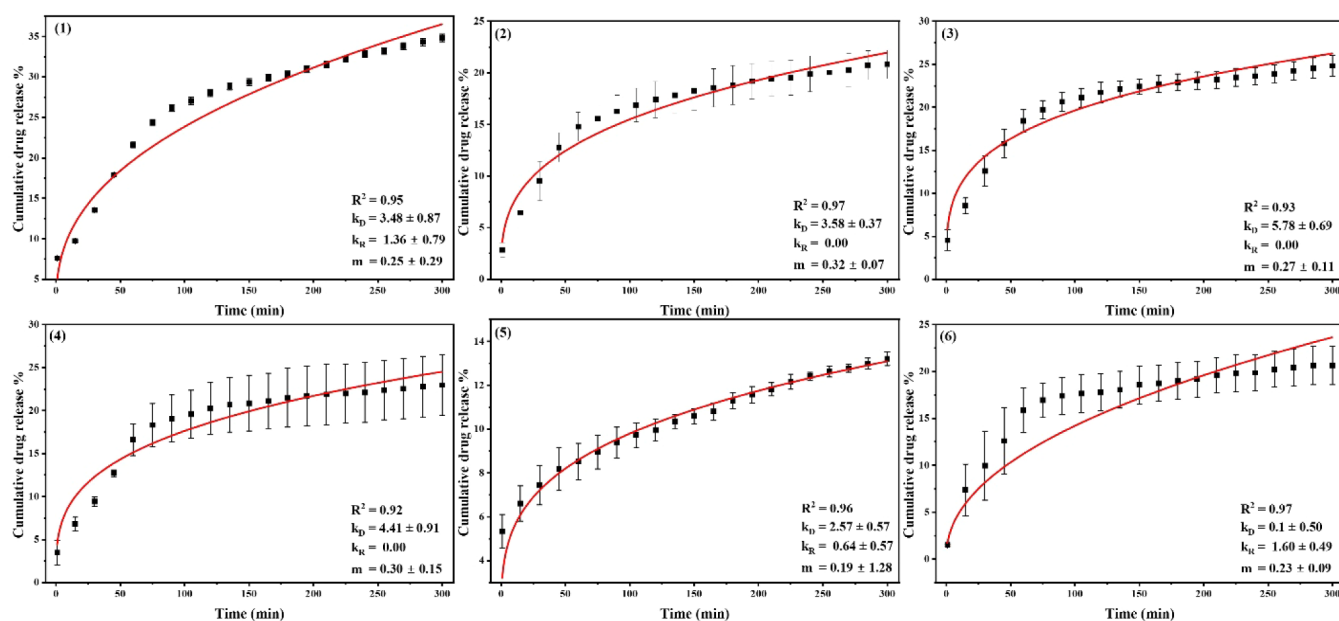 (1)
Cumulative drug release %
35
30
25
20
15
10
5
0 50 100 150 200 250 300
Time (min)
R² = 0.95
k_D = 3.48 ± 0.87
k_R = 1.36 ± 0.79
m = 0.25 ± 0.29
(2)
Cumulative drug release %
25
20
15
10
5
0
0 50 100 150 200 250 300
Time (min)
R² = 0.97
k_D = 3.58 ± 0.37
k_R = 0.00
m = 0.32 ± 0.07
(3)
Cumulative drug release %
30
25
20
15
10
5
0
0 50 100 150 200 250 300
Time (min)
R² = 0.93
k_D = 5.78 ± 0.69
k_R = 0.00
m = 0.27 ± 0.11
(4)
Cumulative drug release %
30
25
20
15
10
5
0
0 50 100 150 200 250 300
Time (min)
R² = 0.92
k_D = 4.41 ± 0.91
k_R = 0.00
m = 0.30 ± 0.15
(5)
Cumulative drug release %
14
12
10
8
6
4
0 50 100 150 200 250 300
Time (min)
R² = 0.96
k_D = 2.57 ± 0.57
k_R = 0.64 ± 0.57
m = 0.19 ± 1.28
(6)
Cumulative drug release %
25
20
15
10
5
0
0 50 100 150 200 250 300
Time (min)
R² = 0.97
k_D = 0.1 ± 0.50
k_R = 1.60 ± 0.49
m = 0.23 ± 0.09